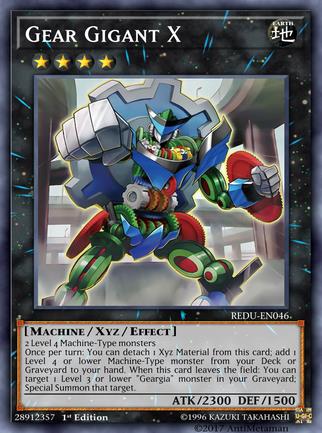 GEAR GIGANT X
EARTH
地
REDU-EN046
[MACHINE / XYZ / EFFECT]
2 Level 4 Machine-Type monsters
Once per turn: You can detach 1 Xyz Material from this card; add 1
Level 4 or lower Machine-Type monster from your Deck or
Graveyard to your hand. When this card leaves the field: You can
target 1 Level 3 or lower "Geargia" monster in your Graveyard;
Special Summon that target.
ATK/2300 DEF/1500
28912357 1st Edition ©1996 KAZUKI TAKAHASHI
©2017 AntiMetaman